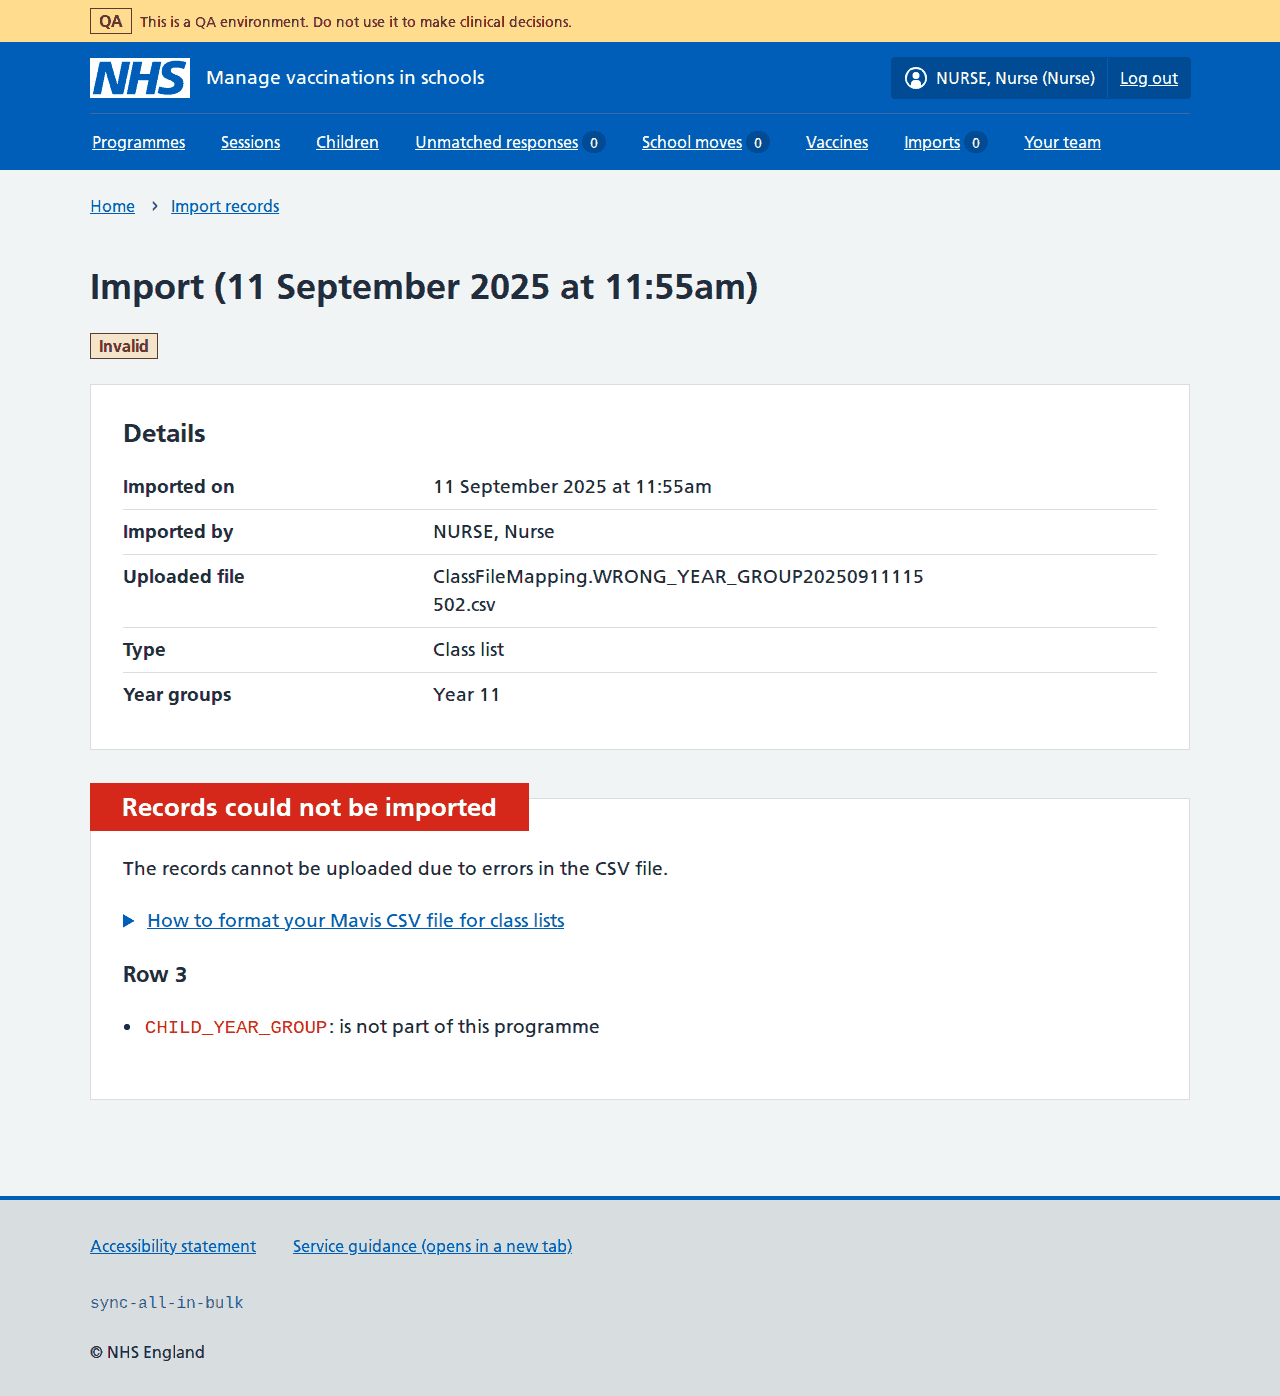 QA This is a QA environment. Do not use it to make clinical decisions.
NHS Manage vaccinations in schools NURSE, Nurse (Nurse) Log out
Programmes Sessions Children Unmatched responses 0 School moves 0 Vaccines Imports 0 Your team
Home › Import records
Import (11 September 2025 at 11:55am)
Invalid
Details
Imported on 11 September 2025 at 11:55am
Imported by NURSE, Nurse
Uploaded file ClassFileMapping.WRONG_YEAR_GROUP20250911115
502.csv
Type Class list
Year groups Year 11
Records could not be imported
The records cannot be uploaded due to errors in the CSV file.
How to format your Mavis CSV file for class lists
Row 3
• CHILD_YEAR_GROUP: is not part of this programme
Accessibility statement Service guidance (opens in a new tab)
sync-all-in-bulk
© NHS England